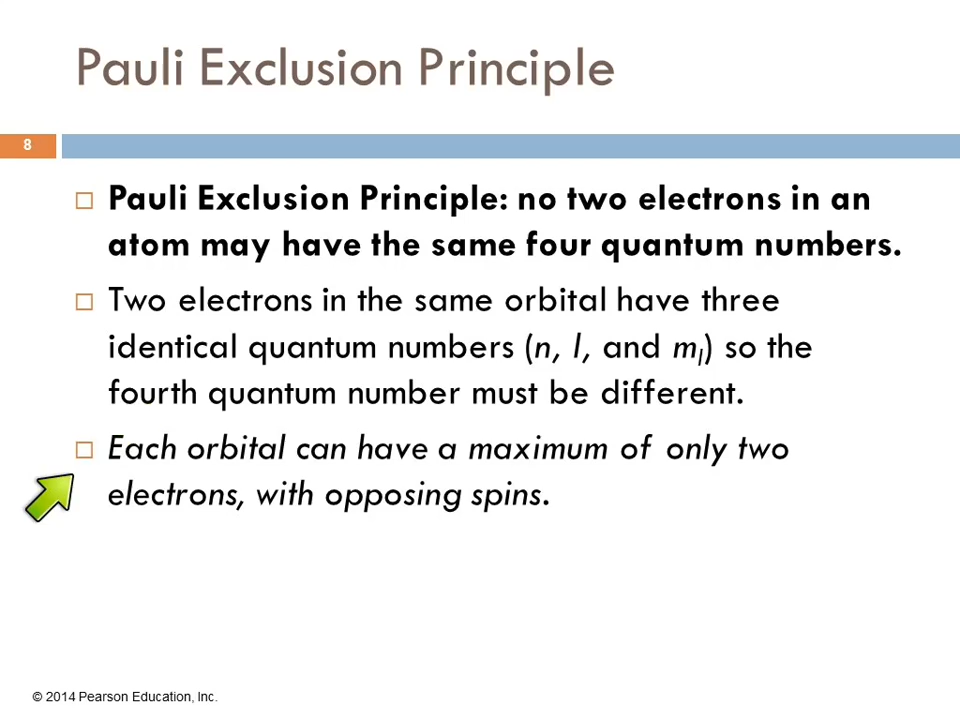 Pauli Exclusion Principle
8
Pauli Exclusion Principle: no two electrons in an
atom may have the same four quantum numbers.
Two electrons in the same orbital have three
identical quantum numbers (n, l, and ml) so the
fourth quantum number must be different.
Each orbital can have a maximum of only two
electrons, with opposing spins.
© 2014 Pearson Education, Inc.